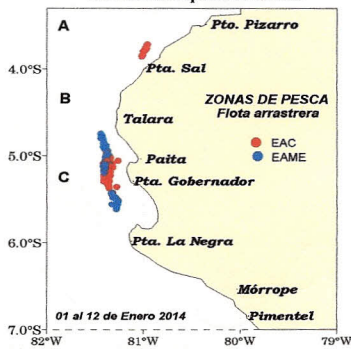 A
Pto. Pizarro
4.0°S
Pta. Sal
B
ZONAS DE PESCA
Flota arrastrera
Talara
EAC
EAME
5.0°S
Paita
C
Pta. Gobernador
6.0°S
Pta. La Negra
Mórrope
01 al 12 de Enero 2014
Pimentel
7.0°S
82°W
81°W
80°W
79°W